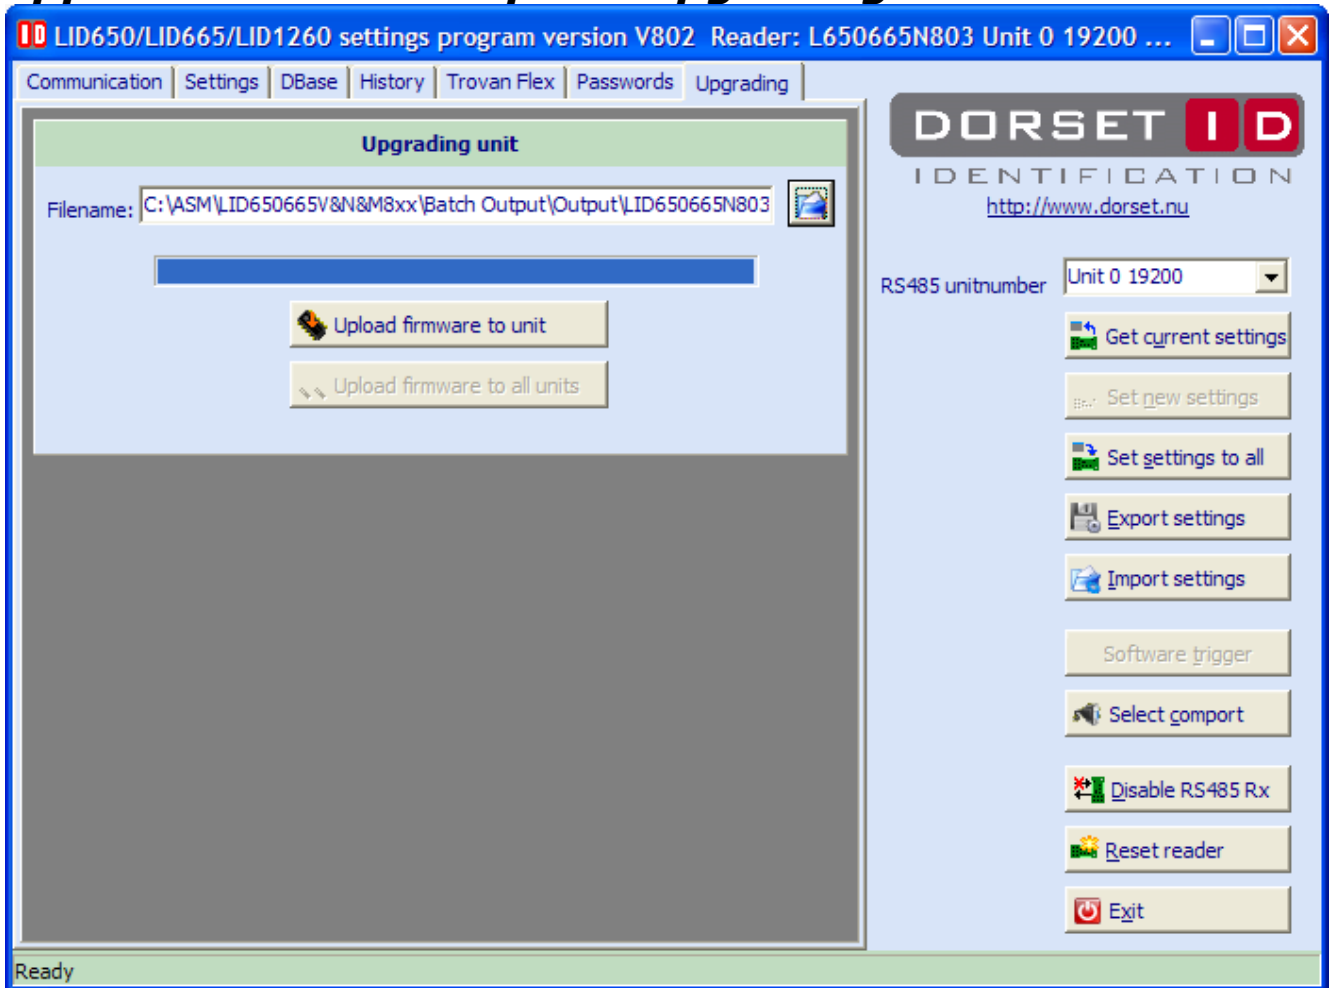 LID650/LID665/LID1260 settings program version V802 Reader: L650665N803 Unit 0 19200 ...
Communication Settings DBase History Trovan Flex Passwords Upgrading
DORSET ID
IDENTIFICATION
http://www.dorset.nu
Upgrading unit
Filename: C:\ASM\LID650665V&N&M8xx\Batch Output\Output\LID650665N803
Upload firmware to unit
Upload firmware to all units
RS485 unitnumber Unit 0 19200
Get current settings
Set new settings
Set settings to all
Export settings
Import settings
Software trigger
Select comport
Disable RS485 Rx
Reset reader
Exit
Ready